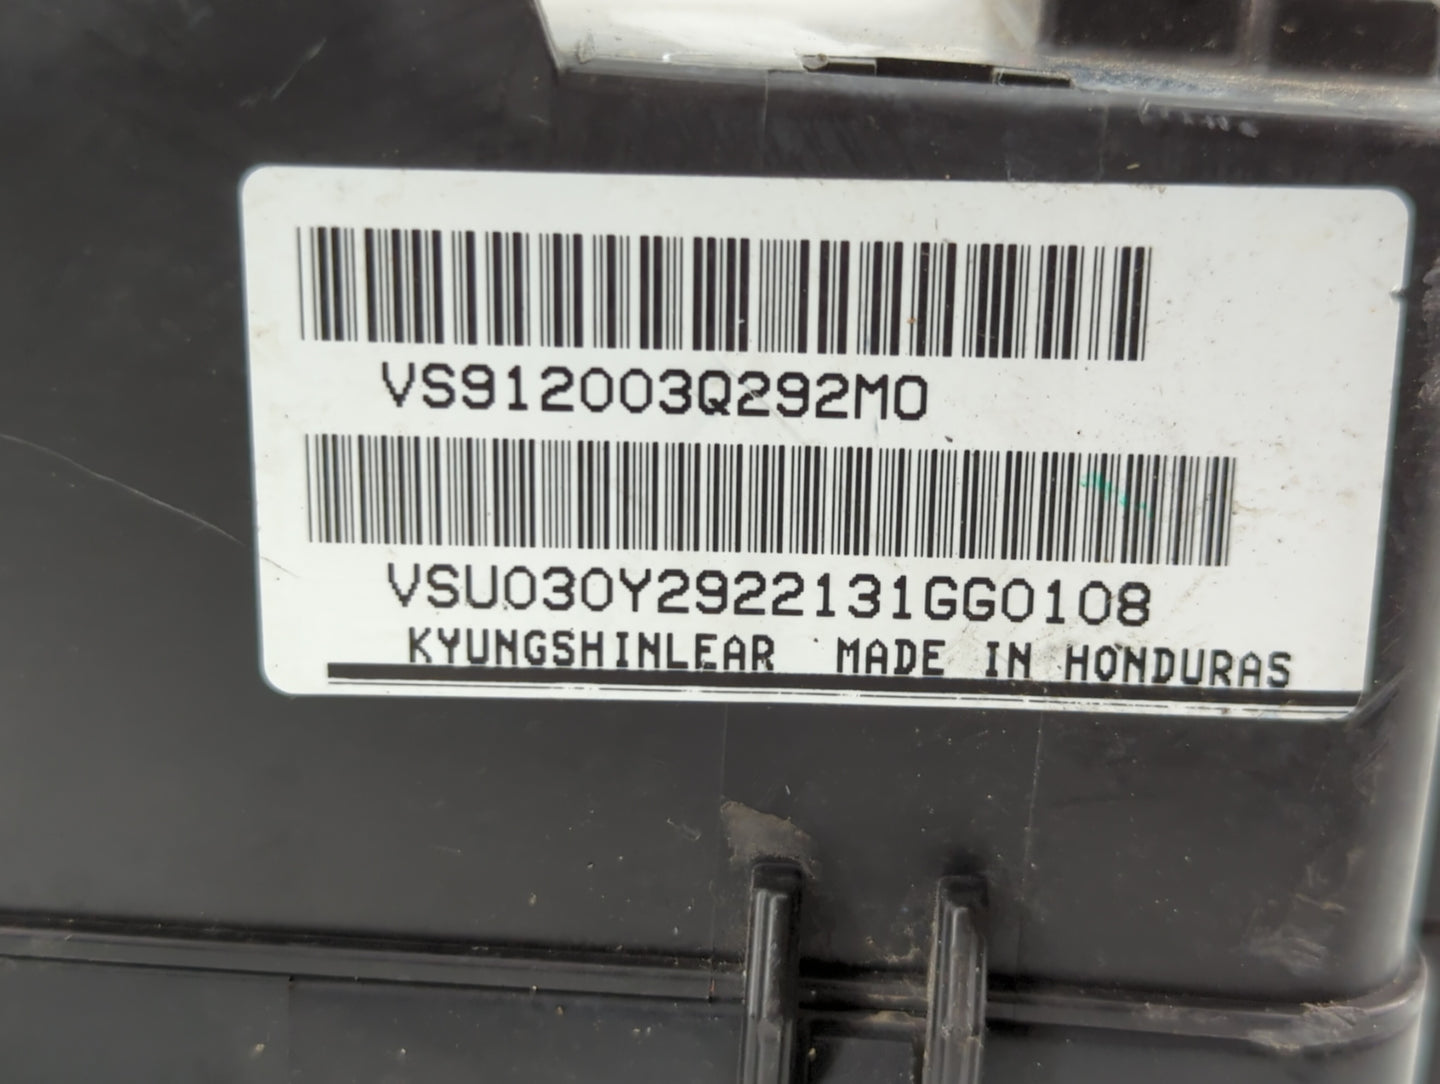 VS912003Q292M0
VSU030Y2922131GG0108
KYUNGSHINLEAR MADE IN HONDURAS